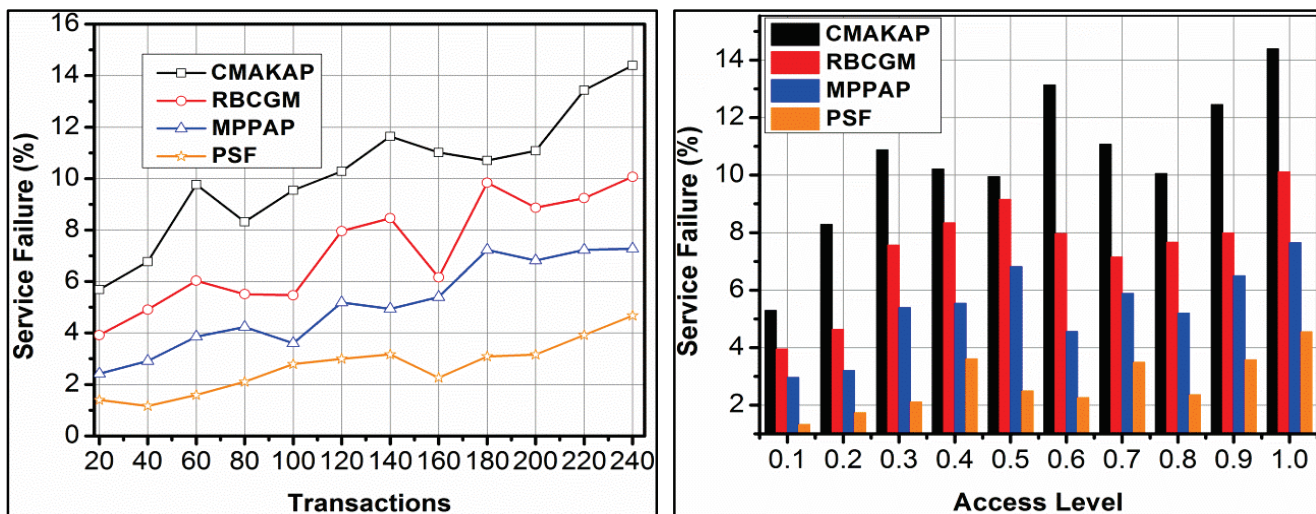 16
14
12
10
8
6
4
2
0
Service Failure (%)
CMAKAP
RBCGM
MPPAP
PSF
20 40 60 80 100 120 140 160 180 200 220 240
Transactions
14
12
10
8
6
4
2
Service Failure (%)
CMAKAP
RBCGM
MPPAP
PSF
0.1 0.2 0.3 0.4 0.5 0.6 0.7 0.8 0.9 1.0
Access Level